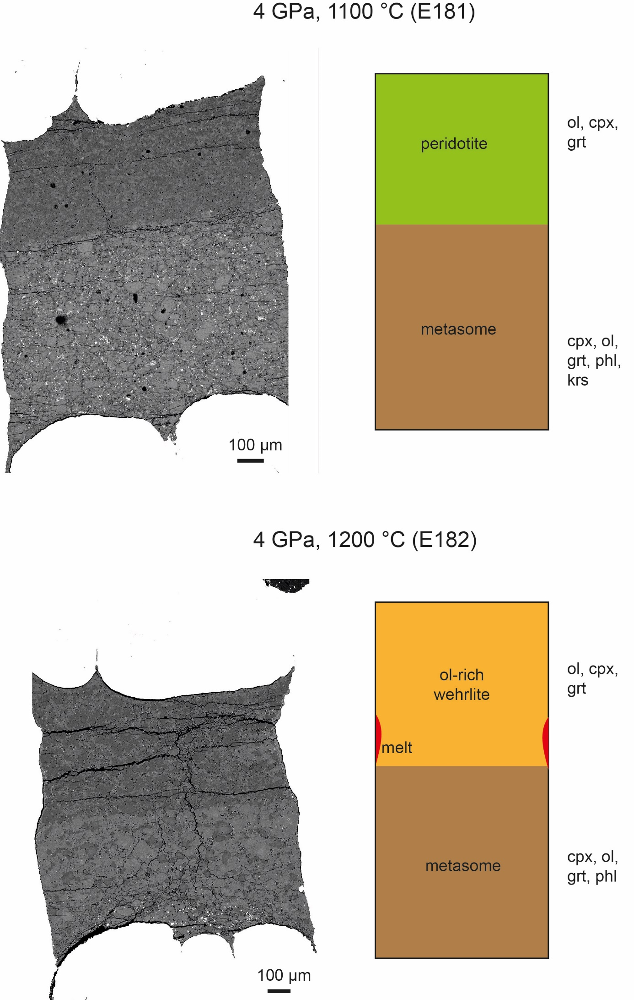 4 GPa, 1100 °C (E181)
peridotite
ol, cpx,
grt
metasome
cpx, ol,
grt, phl,
krs
100 µm
4 GPa, 1200 °C (E182)
ol-rich
wehrlite
ol, cpx,
grt
melt
metasome
cpx, ol,
grt, phl
100 µm